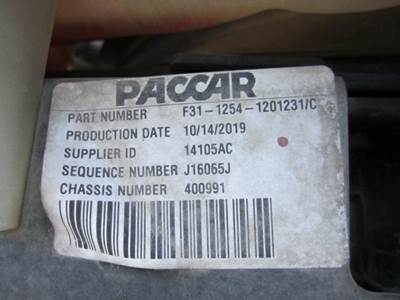 PACCAR
PART NUMBER F31-1254-1201231/C
PRODUCTION DATE 10/14/2019
SUPPLIER ID 14105AC
SEQUENCE NUMBER J16065J
CHASSIS NUMBER 400991